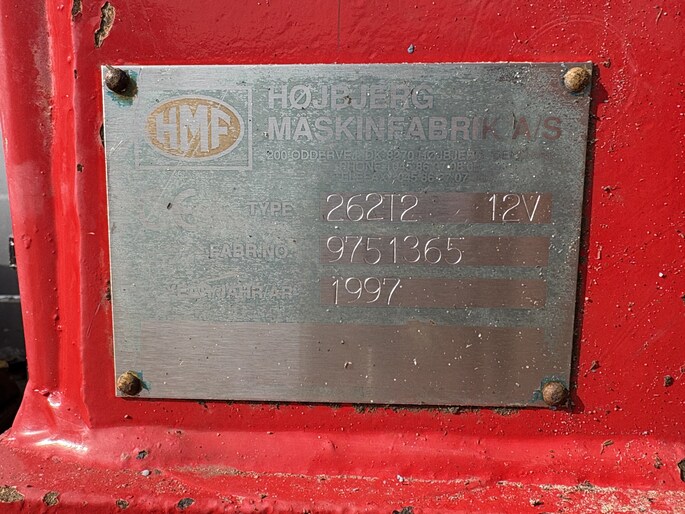 HMF
HØJBJERG
MASKINFABRIK A/S
TYPE 262T2 12V
FABR.NO. 9751365
1997